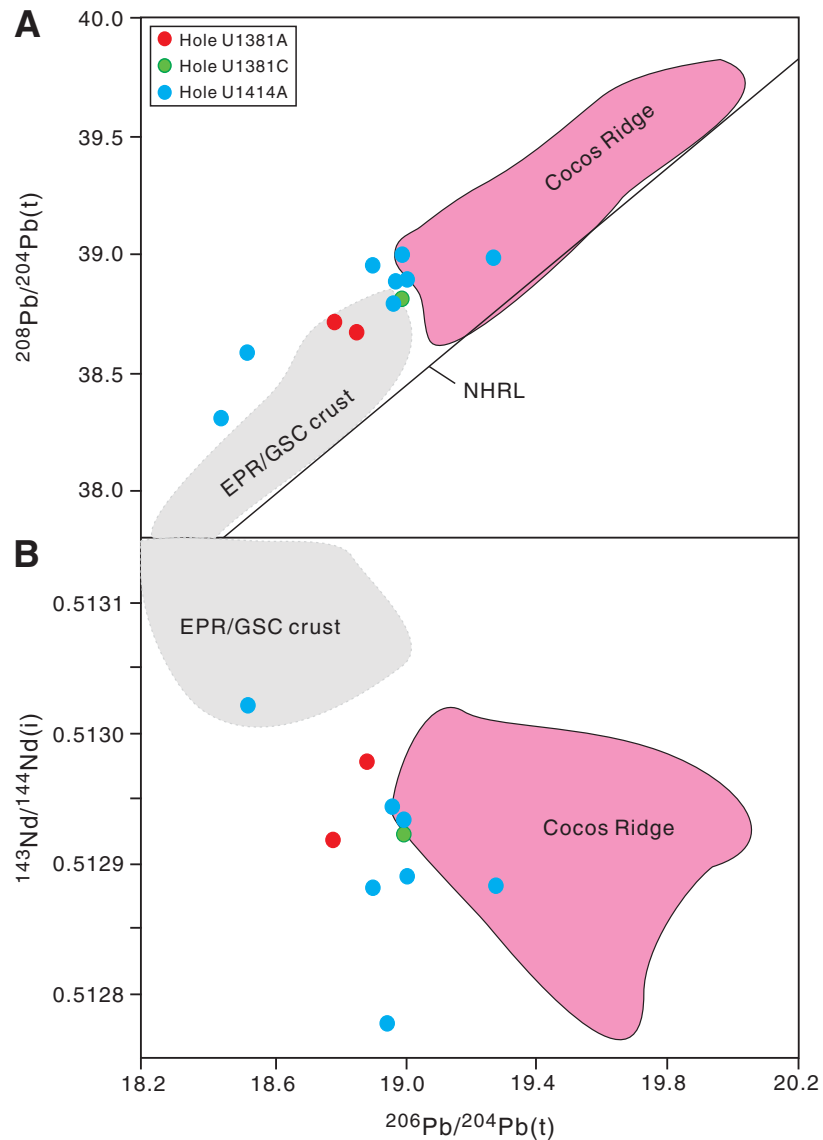 A
Hole U1381A
Hole U1381C
Hole U1414A
40.0
39.5
39.0
38.5
38.0
²⁰⁸Pb/²⁰⁴Pb(t)
Cocos Ridge
NHRL
EPR/GSC crust
B
0.5131
0.5130
0.5129
0.5128
¹⁴³Nd/¹⁴⁴Nd(i)
EPR/GSC crust
Cocos Ridge
18.2 18.6 19.0 19.4 19.8 20.2
²⁰⁶Pb/²⁰⁴Pb(t)